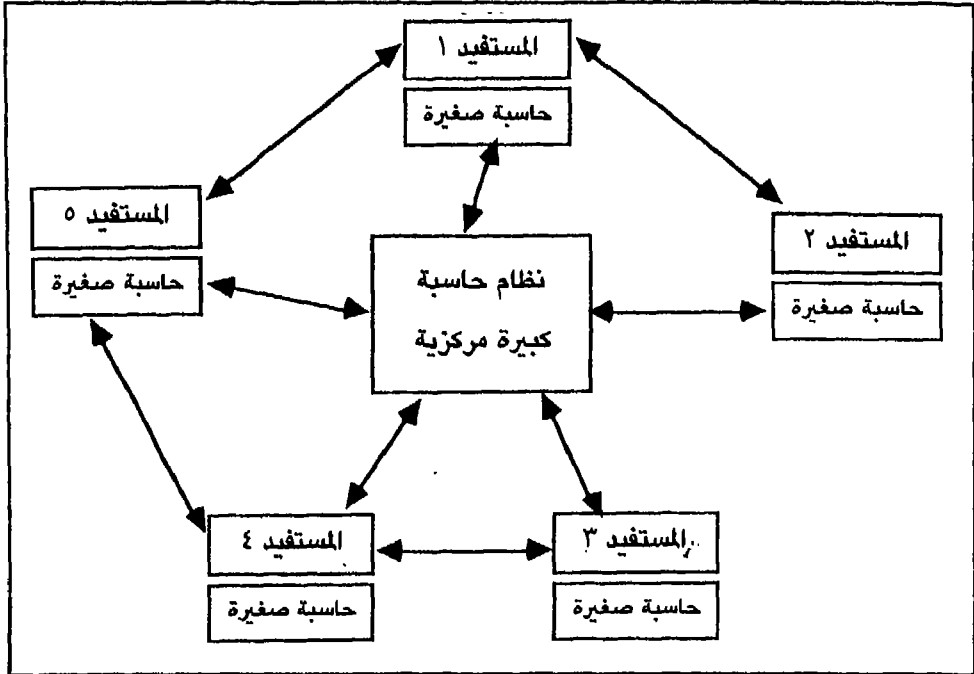 المستفيد ١
حاسبة صغيرة
المستفيد ٥
حاسبة صغيرة
المستفيد ٢
حاسبة صغيرة
نظام حاسبة
كبيرة مركزية
المستفيد ٤
حاسبة صغيرة
المستفيد ٣
حاسبة صغيرة